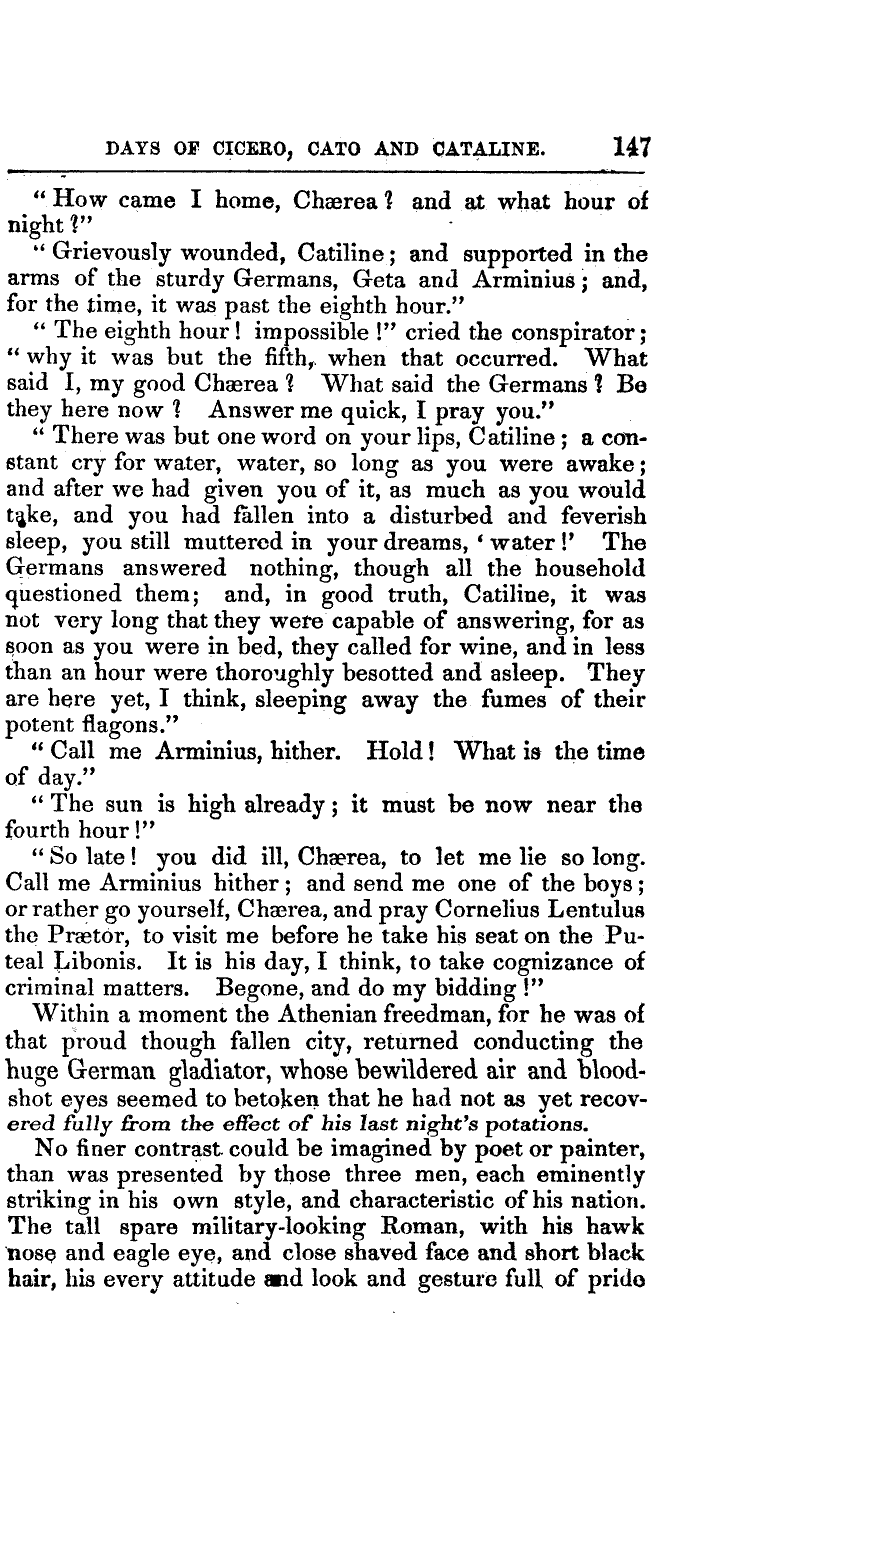 DAYS OF CICERO, CATO AND CATALINE. 147
“ How came I home, Chærea? and at what hour of
night?”
“ Grievously wounded, Catiline; and supported in the
arms of the sturdy Germans, Geta and Arminius; and,
for the time, it was past the eighth hour.”
“ The eighth hour! impossible!” cried the conspirator;
“ why it was but the fifth, when that occurred. What
said I, my good Chærea? What said the Germans? Be
they here now? Answer me quick, I pray you.”
“ There was but one word on your lips, Catiline; a con-
stant cry for water, water, so long as you were awake;
and after we had given you of it, as much as you would
take, and you had fallen into a disturbed and feverish
sleep, you still muttered in your dreams, ‘ water!’ The
Germans answered nothing, though all the household
questioned them; and, in good truth, Catiline, it was
not very long that they were capable of answering, for as
soon as you were in bed, they called for wine, and in less
than an hour were thoroughly besotted and asleep. They
are here yet, I think, sleeping away the fumes of their
potent flagons.”
“ Call me Arminius, hither. Hold! What is the time
of day.”
“ The sun is high already; it must be now near the
fourth hour!”
“ So late! you did ill, Chærea, to let me lie so long.
Call me Arminius hither; and send me one of the boys;
or rather go yourself, Chærea, and pray Cornelius Lentulus
the Prætor, to visit me before he take his seat on the Pu-
teal Libonis. It is his day, I think, to take cognizance of
criminal matters. Begone, and do my bidding!”
Within a moment the Athenian freedman, for he was of
that proud though fallen city, returned conducting the
huge German gladiator, whose bewildered air and blood-
shot eyes seemed to betoken that he had not as yet recov-
ered fully from the effect of his last night’s potations.
No finer contrast could be imagined by poet or painter,
than was presented by those three men, each eminently
striking in his own style, and characteristic of his nation.
The tall spare military-looking Roman, with his hawk
nose and eagle eye, and close shaved face and short black
hair, his every attitude and look and gesture full of pride